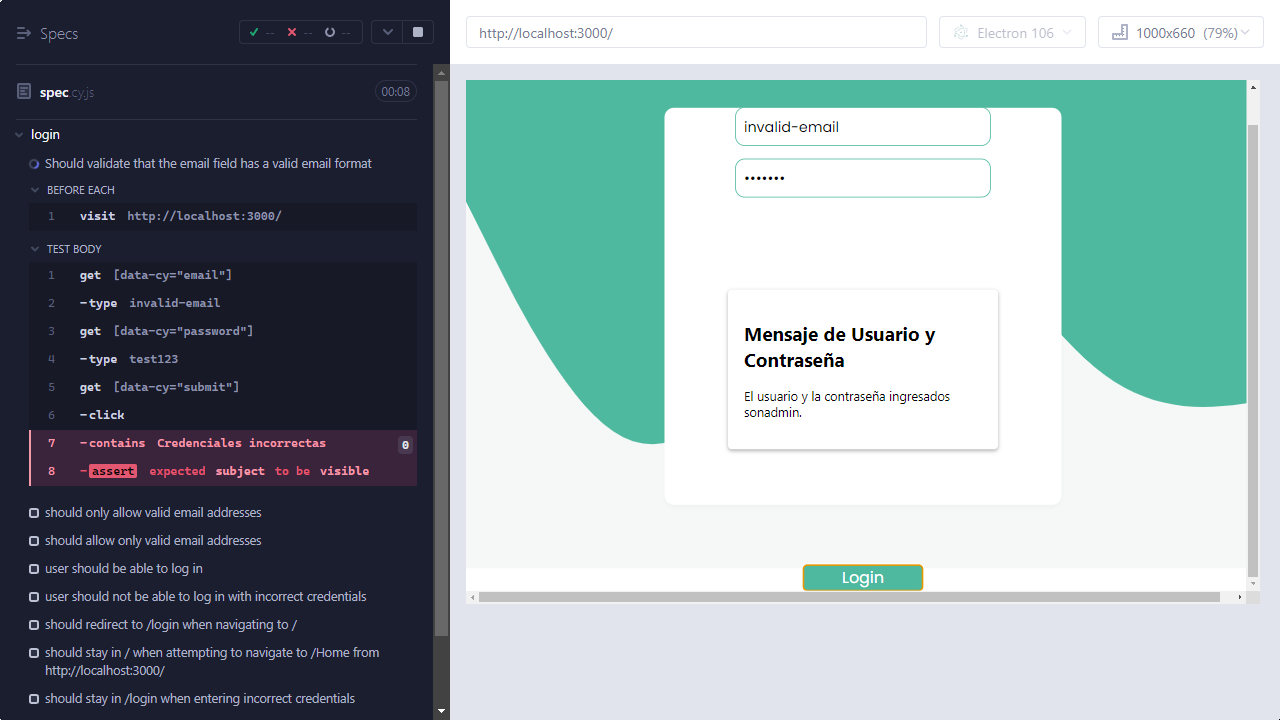 Specs
-- -- --
spec.cy.js 00:08
login
Should validate that the email field has a valid email format
BEFORE EACH
1 visit http://localhost:3000/
TEST BODY
1 get [data-cy="email"]
2 -type invalid-email
3 get [data-cy="password"]
4 -type test123
5 get [data-cy="submit"]
6 -click
7 -contains Credenciales incorrectas 0
8 -assert expected subject to be visible
should only allow valid email addresses
should allow only valid email addresses
user should be able to log in
user should not be able to log in with incorrect credentials
should redirect to /login when navigating to /
should stay in / when attempting to navigate to /Home from
http://localhost:3000/
should stay in /login when entering incorrect credentials
http://localhost:3000/ Electron 106 1000x660 (79%)
invalid-email
•••••••
Mensaje de Usuario y
Contraseña
El usuario y la contraseña ingresados
sonadmin.
Login